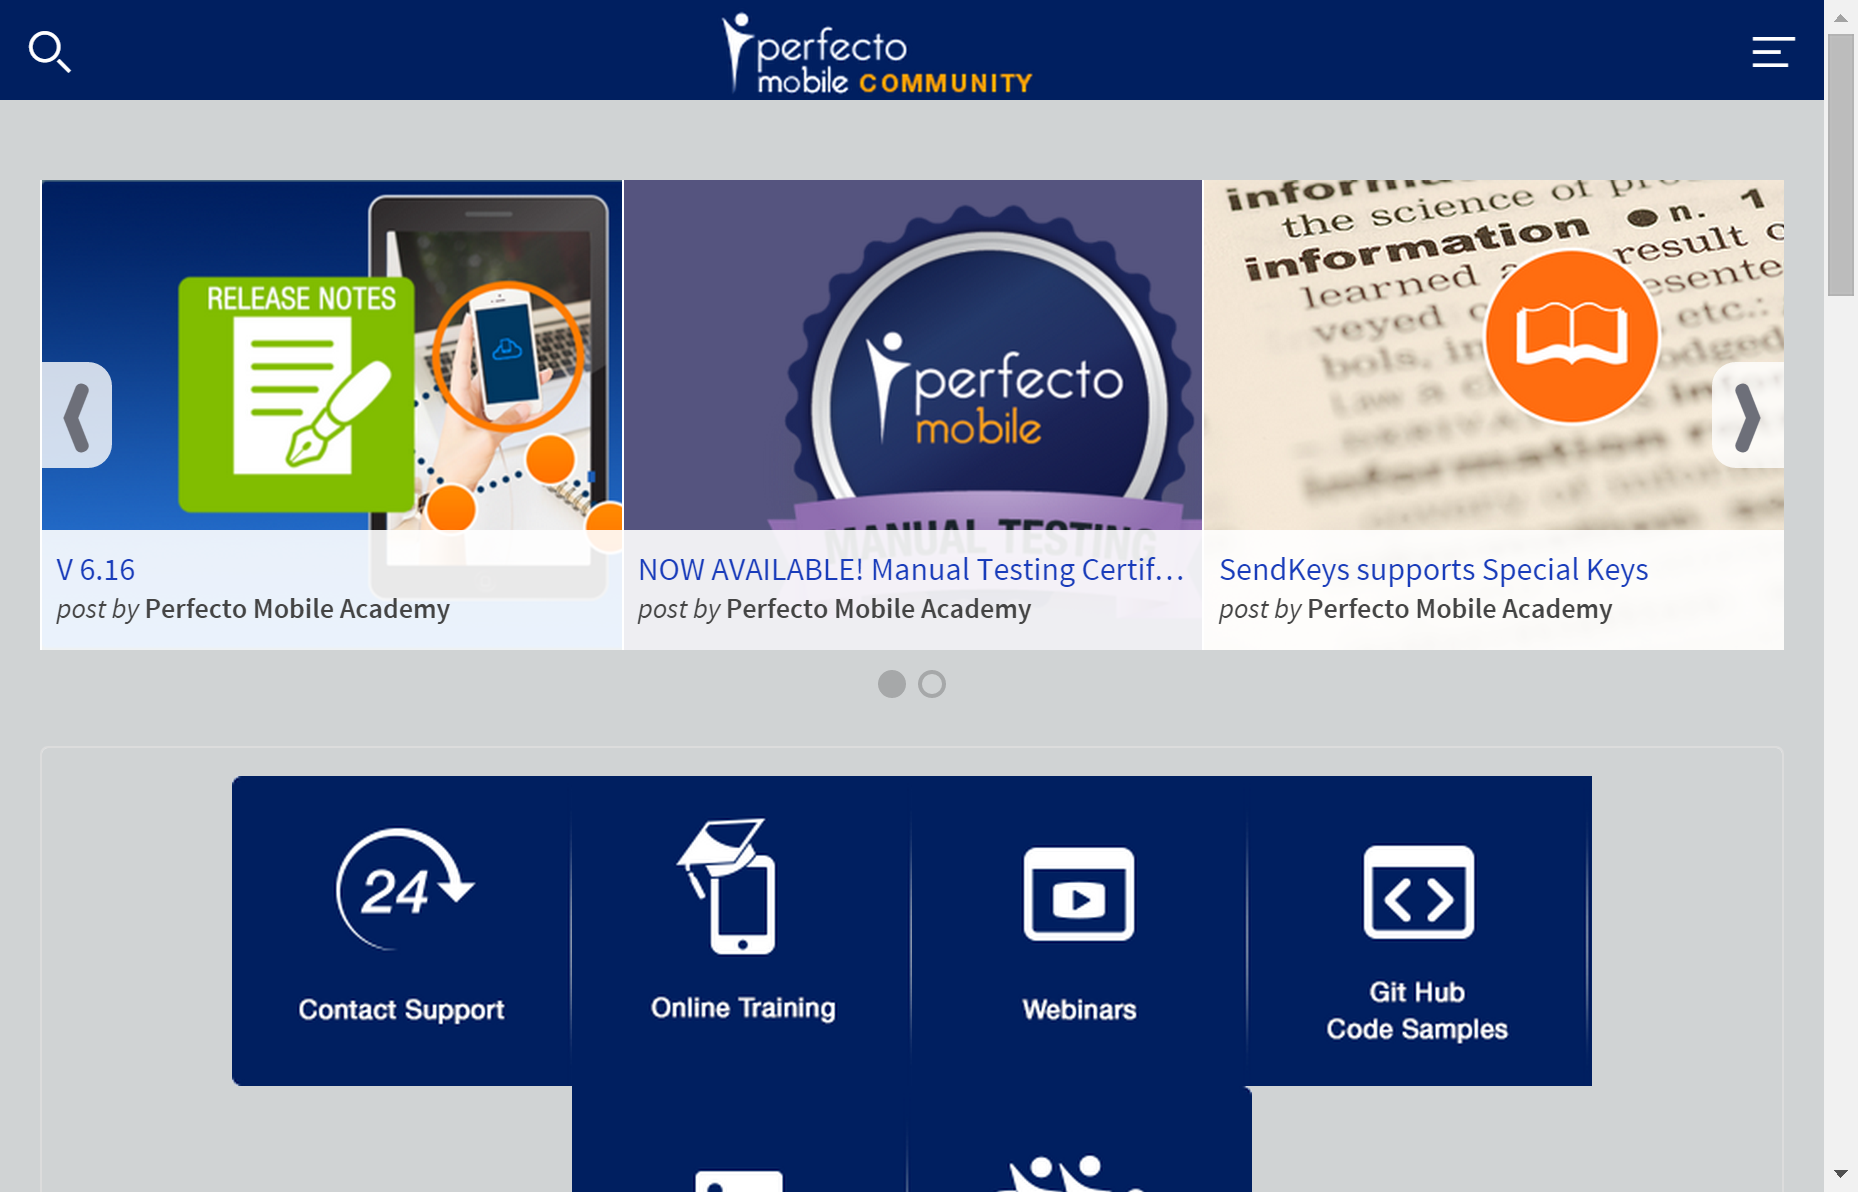 perfecto
mobile COMMUNITY
RELEASE NOTES
V 6.16
post by Perfecto Mobile Academy
perfecto
mobile
MANUAL TESTING
NOW AVAILABLE! Manual Testing Certif...
post by Perfecto Mobile Academy
the science of
information ● n. 1
result
learned
veyed
etc.:
bols, in
Law a
information
SendKeys supports Special Keys
post by Perfecto Mobile Academy
24
Contact Support
Online Training
Webinars
Git Hub
Code Samples